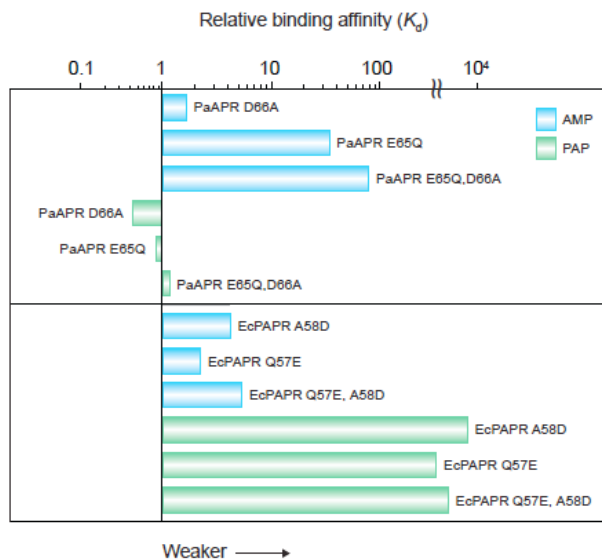 Relative binding affinity (Kd)
0.1 1 10 100 10⁴
PaAPR D66A
AMP
PaAPR E65Q
PAP
PaAPR E65Q,D66A
PaAPR D66A
PaAPR E65Q
PaAPR E65Q,D66A
EcPAPR A58D
EcPAPR Q57E
EcPAPR Q57E, A58D
EcPAPR A58D
EcPAPR Q57E
EcPAPR Q57E, A58D
Weaker